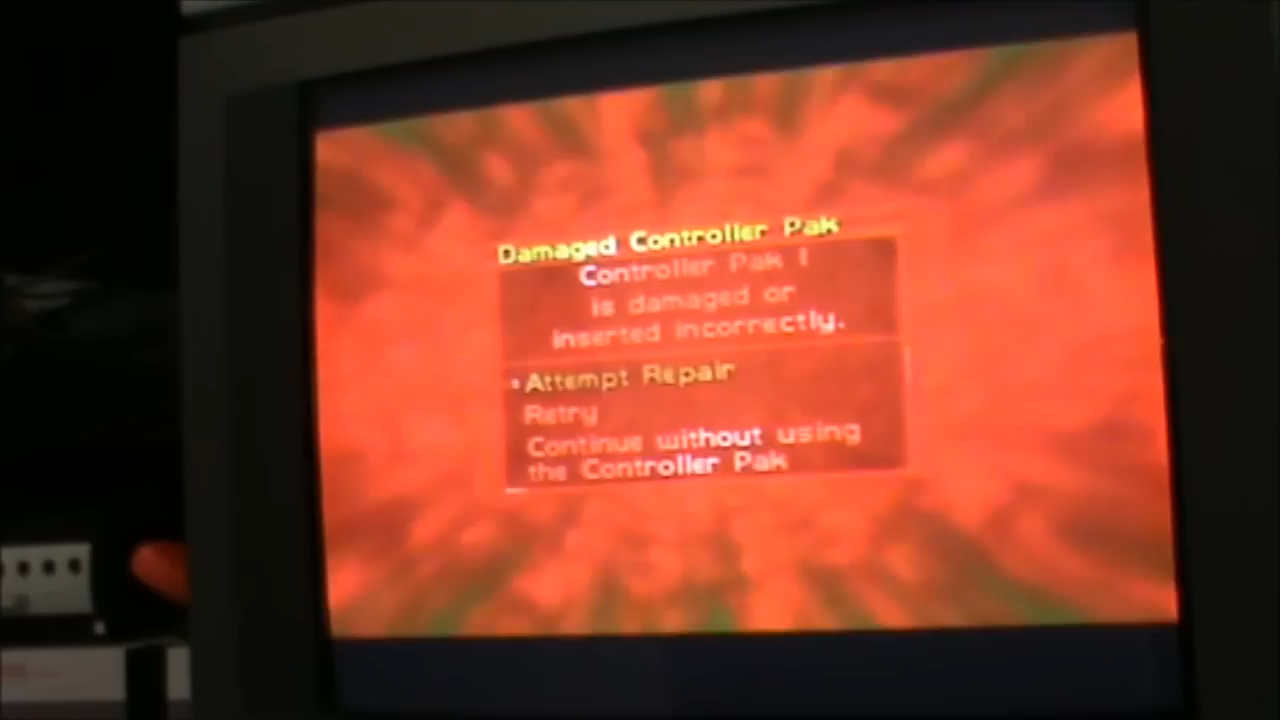 Damaged Controller Pak
Controller Pak 1
is damaged or
inserted incorrectly.
Attempt Repair
Retry
Continue without using
the Controller Pak